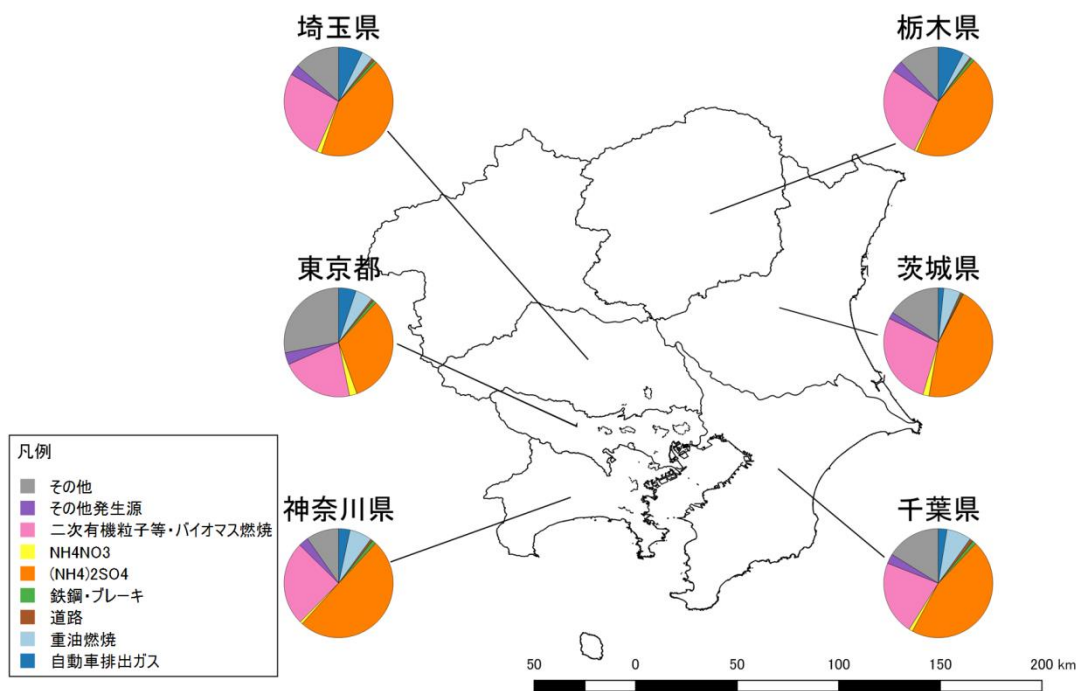 埼玉県
栃木県
東京都
茨城県
神奈川県
千葉県
凡例
その他
その他発生源
二次有機粒子等・バイオマス燃焼
NH4NO3
(NH4)2SO4
鉄鋼・ブレーキ
道路
重油燃焼
自動車排出ガス
50 0 50 100 150 200 km